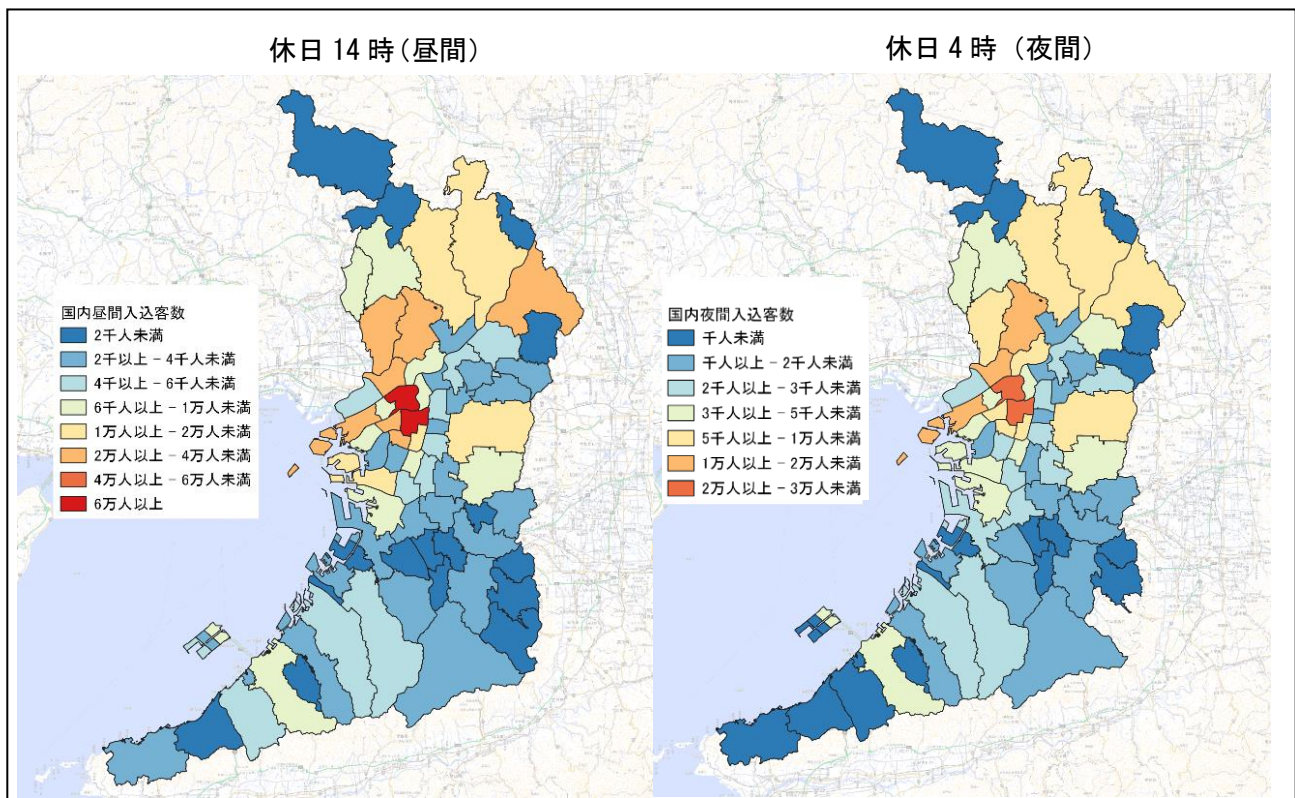 休日 14 時(昼間)
国内昼間入込客数
2千人未満
2千以上 - 4千人未満
4千以上 - 6千人未満
6千人以上 - 1万人未満
1万人以上 - 2万人未満
2万人以上 - 4万人未満
4万人以上 - 6万人未満
6万人以上
休日 4 時 (夜間)
国内夜間入込客数
千人未満
千人以上 - 2千人未満
2千人以上 - 3千人未満
3千人以上 - 5千人未満
5千人以上 - 1万人未満
1万人以上 - 2万人未満
2万人以上 - 3万人未満